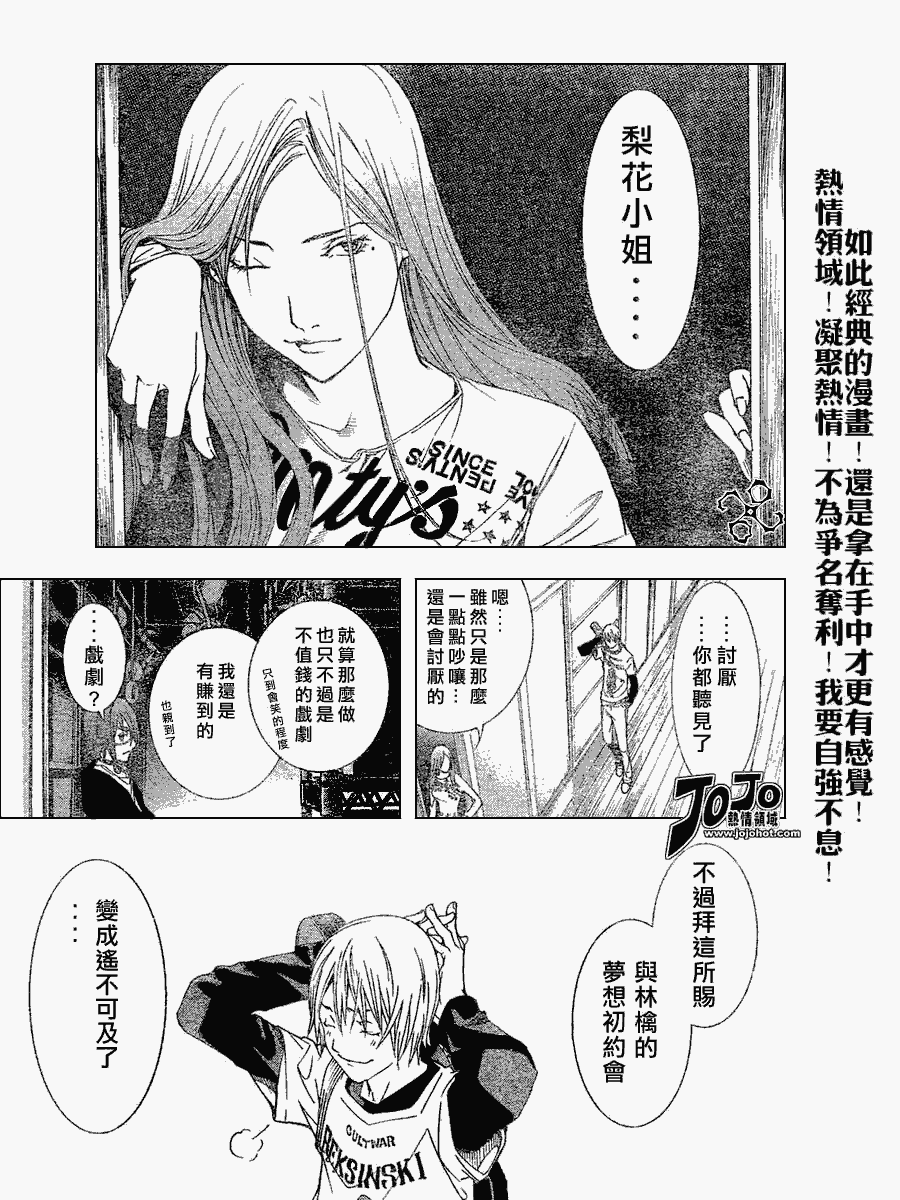 梨花小姐‥‥
SINCE
PENTY'S
如此經典的漫畫！還是拿在手中才更有感覺！
熱情領域！凝聚熱情！不為爭名奪利！我要自強不息！
‥‥討厭
‥‥你都聽見了
嗯‥‥
雖然只是那麼
一點點吵嚷‥‥
還是會討厭的
就算那麼做
也只不過是
不值錢的戲劇
只到會笑的程度
我還是
有賺到的
也親到了
‥‥戲劇？
JOJO
熱情領域
www.jojohot.com
不過拜這所賜
與林檎的
夢想初約會
變成遙不可及了
‥‥
CULTWAR
BEKSINSKI